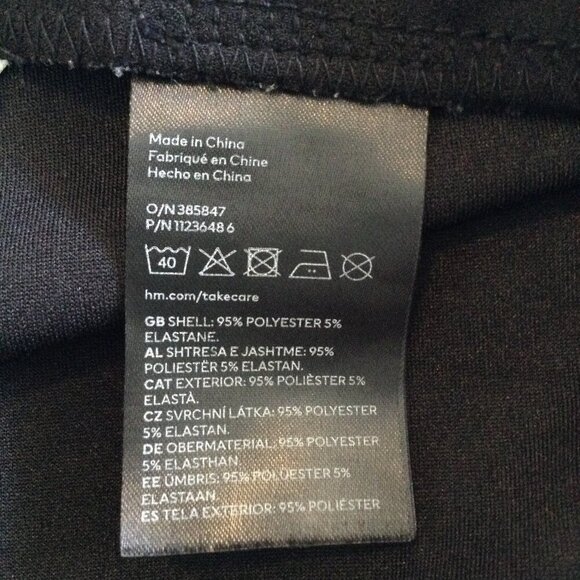 Made in China
Fabriqué en Chine
Hecho en China
O/N 385847
P/N 1123648 6
40
hm.com/takecare
GB SHELL: 95% POLYESTER 5%
ELASTANE.
AL SHTRESA E JASHTME: 95%
POLIESTËR 5% ELASTAN.
CAT EXTERIOR: 95% POLIÈSTER 5%
ELASTÀ.
CZ SVRCHNÍ LÁTKA: 95% POLYESTER
5% ELASTAN.
DE OBERMATERIAL: 95% POLYESTER
5% ELASTHAN.
EE ÜMBRIS: 95% POLÜESTER 5%
ELASTAAN.
ES TELA EXTERIOR: 95% POLIÉSTER